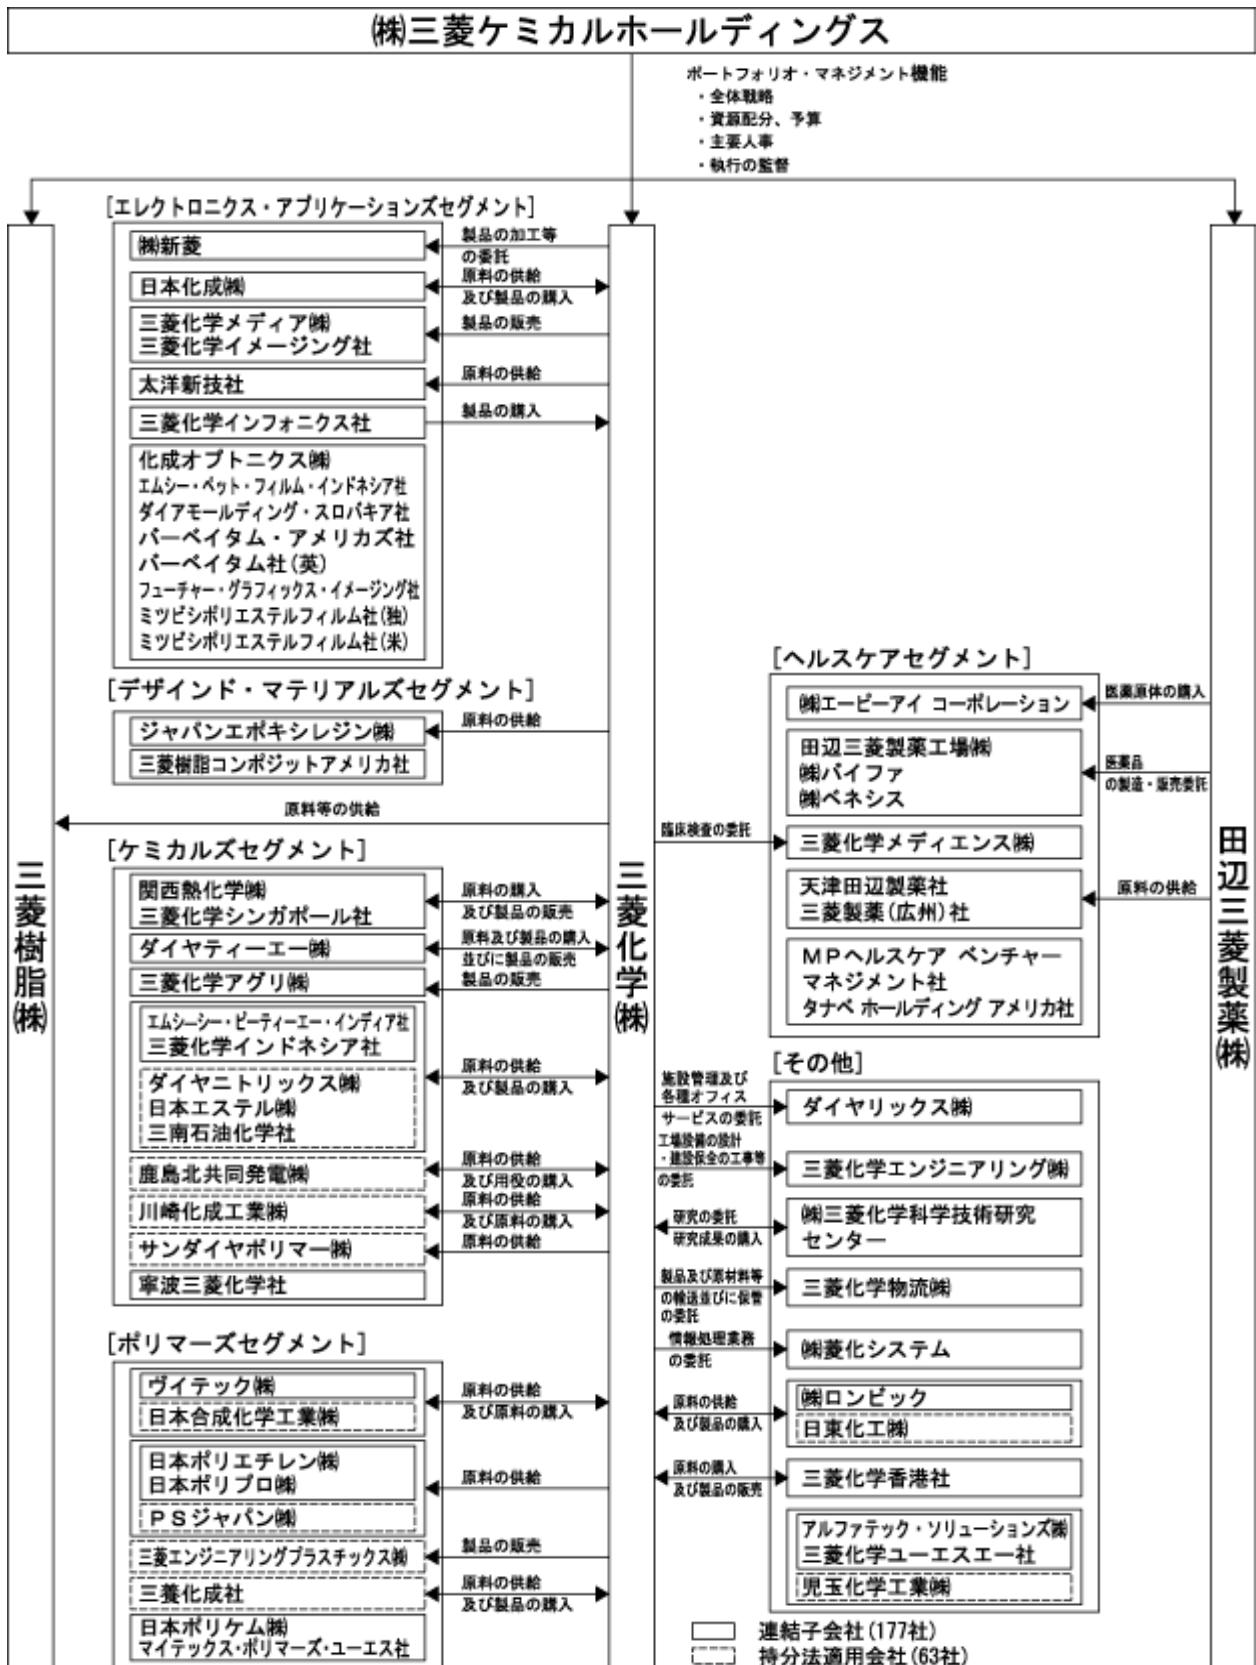 ㈱三菱ケミカルホールディングス
ポートフォリオ・マネジメント機能
・全体戦略
・資源配分、予算
・主要人事
・執行の監督
[エレクトロニクス・アプリケーションズセグメント]
㈱新菱
製品の加工等
の委託
日本化成㈱
原料の供給
及び製品の購入
三菱化学メディア㈱
三菱化学イメージング社
製品の販売
太洋新技社
原料の供給
三菱化学インフォニクス社
製品の購入
化成オプトニクス㈱
エムシー・ペット・フィルム・インドネシア社
ダイアモールディング・スロバキア社
バーベイタム・アメリカズ社
バーベイタム社(英)
フューチャー・グラフィックス・イメージング社
ミツビシポリエステルフィルム社(独)
ミツビシポリエステルフィルム社(米)
[デザインド・マテリアルズセグメント]
ジャパンエポキシレジン㈱
原料の供給
三菱樹脂コンポジットアメリカ社
原料等の供給
[ケミカルズセグメント]
関西熱化学㈱
三菱化学シンガポール社
原料の購入
及び製品の販売
ダイヤティーエー㈱
原料及び製品の購入
並びに製品の販売
三菱化学アグリ㈱
製品の販売
エムシーシー・ピーティーエー・インディア社
三菱化学インドネシア社
ダイヤニトリックス㈱
日本エステル㈱
三南石油化学社
原料の供給
及び製品の購入
鹿島北共同発電㈱
原料の供給
及び用役の購入
川崎化成工業㈱
原料の供給
及び原料の購入
サンダイヤポリマー㈱
原料の供給
寧波三菱化学社
[ポリマーズセグメント]
ヴイテック㈱
日本合成化学工業㈱
原料の供給
及び原料の購入
日本ポリエチレン㈱
日本ポリプロ㈱
PSジャパン㈱
原料の供給
三菱エンジニアリングプラスチックス㈱
製品の販売
三養化成社
原料の供給
及び製品の購入
日本ポリケム㈱
マイテックス・ポリマーズ・ユーエス社
三菱樹脂㈱
三菱化学㈱
田辺三菱製薬㈱
[ヘルスケアセグメント]
㈱エーピーアイ コーポレーション
医薬原体の購入
田辺三菱製薬工場㈱
㈱バイファ
㈱ベネシス
医薬品
の製造・販売委託
臨床検査の委託
三菱化学メディエンス㈱
天津田辺製薬社
三菱製薬(広州)社
原料の供給
MPヘルスケア ベンチャー
マネジメント社
タナベ ホールディング アメリカ社
[その他]
施設管理及び
各種オフィス
サービスの委託
ダイヤリックス㈱
工場設備の設計
・建設保全の工事等
の委託
三菱化学エンジニアリング㈱
研究の委託
研究成果の購入
㈱三菱化学科学技術研究
センター
製品及び原材料等
の輸送並びに保管
の委託
三菱化学物流㈱
情報処理業務
の委託
㈱菱化システム
原料の供給
及び製品の購入
㈱ロンビック
日東化工㈱
原料の購入
及び製品の販売
三菱化学香港社
アルファテック・ソリューションズ㈱
三菱化学ユーエスエー社
児玉化学工業㈱
連結子会社(177社)
持分法適用会社(63社)